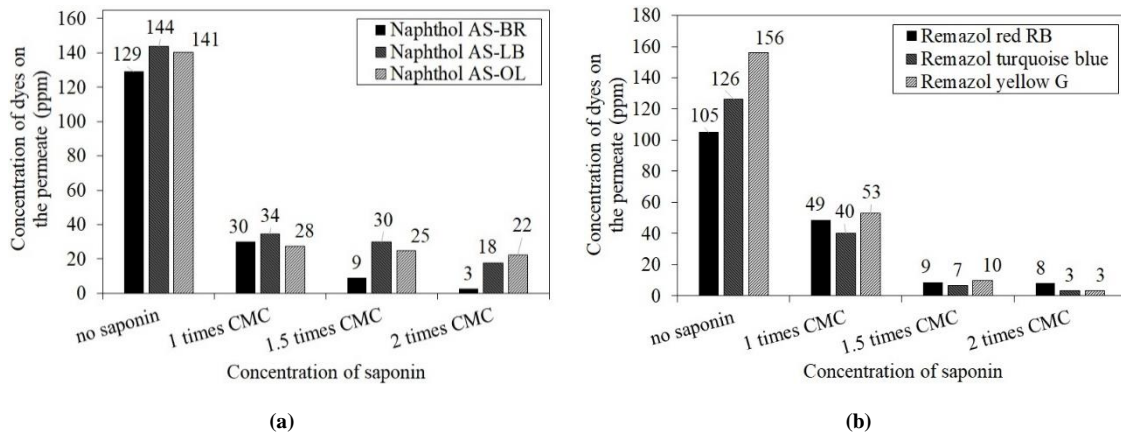 Concentration of dyes on
the permeate (ppm)
160
140
120
100
80
60
40
20
0
129
144
141
30
34
28
9
30
25
3
18
22
Naphthol AS-BR
Naphthol AS-LB
Naphthol AS-OL
no saponin
1 times CMC
1.5 times CMC
2 times CMC
Concentration of saponin
(a)
Concentration of dyes on
the permeate (ppm)
180
160
140
120
100
80
60
40
20
0
105
126
156
49
40
53
9
7
10
8
3
3
Remazol red RB
Remazol turquoise blue
Remazol yellow G
no saponin
1 times CMC
1.5 times CMC
2 times CMC
Concentration of saponin
(b)